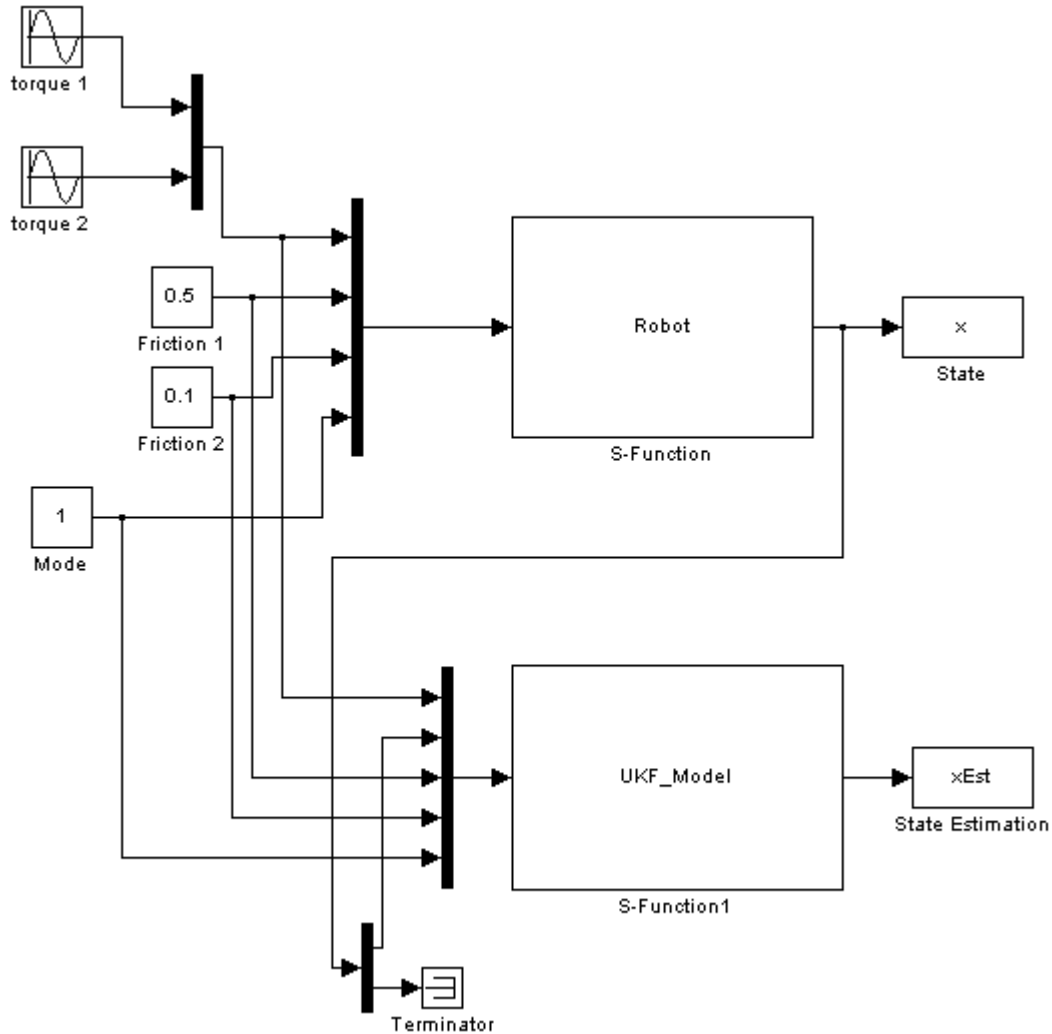 torque 1
torque 2
0.5
Friction 1
0.1
Friction 2
1
Mode
Robot
S-Function
x
State
UKF_Model
S-Function1
xEst
State Estimation
Terminator